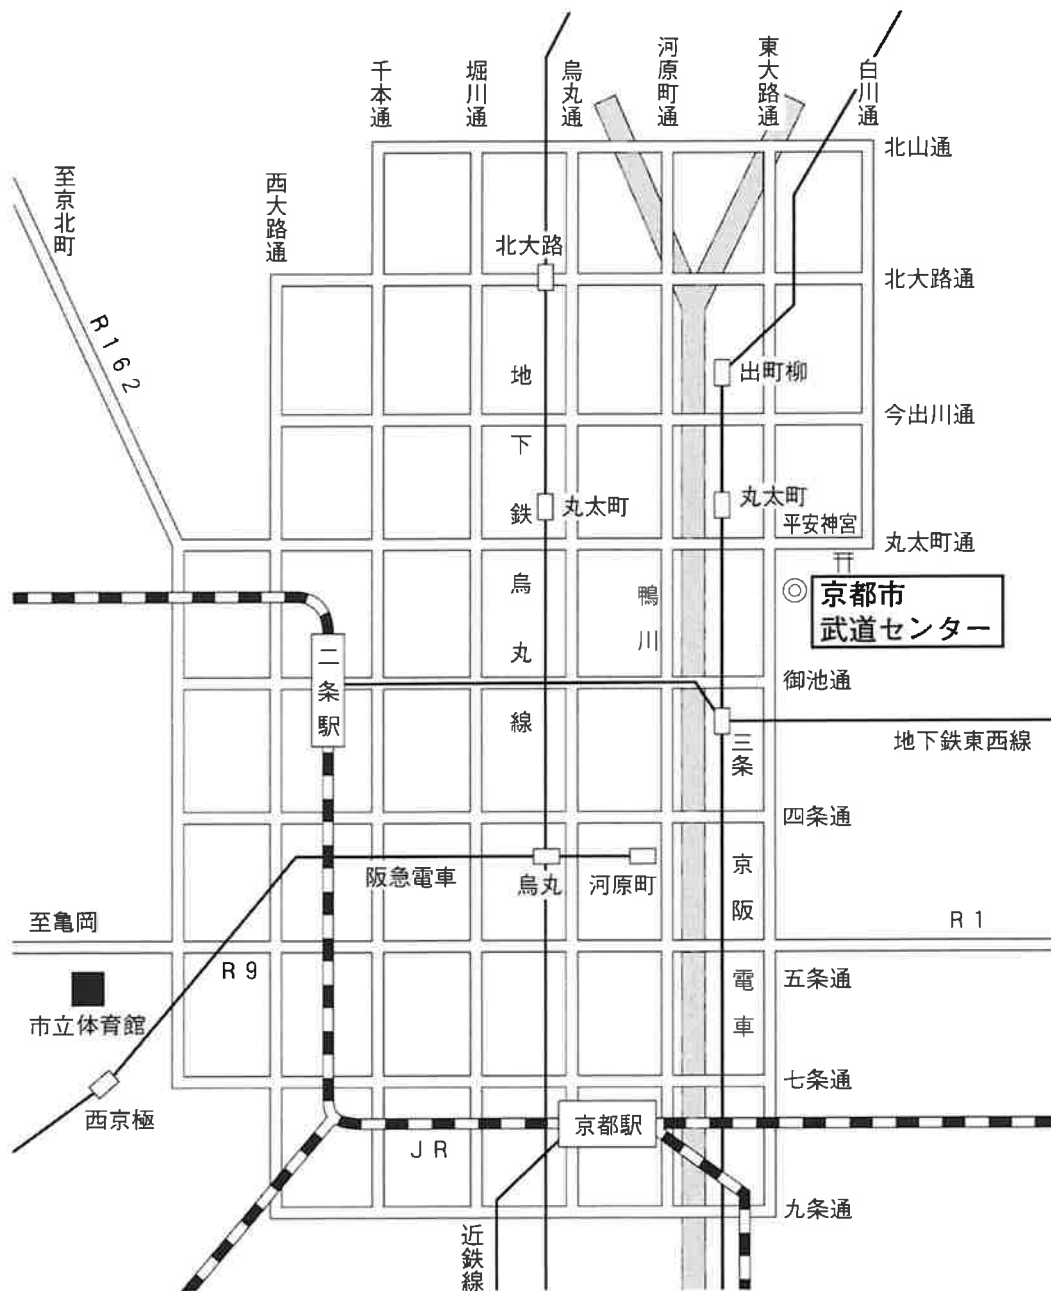 千本通
堀川通
烏丸通
河原町通
東大路通
白川通
北山通
至京北町
西大路通
北大路
北大路通
R162
地下鉄烏丸線
出町柳
今出川通
丸太町
丸太町
平安神宮
丸太町通
鴨川
京都市
武道センター
二条駅
御池通
三条
地下鉄東西線
四条通
阪急電車
烏丸
河原町
京阪電車
至亀岡
R1
R9
五条通
市立体育館
七条通
西京極
京都駅
JR
九条通
近鉄線